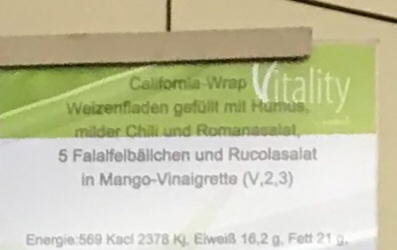 California-Wrap Vitality
Weizenfladen gefüllt mit Humus,
milder Chili und Romanasalat,
5 Falalfelbällchen und Rucolasalat
in Mango-Vinaigrette (V,2,3)
Energie:569 Kacl 2378 Kj, Eiweiß 16,2 g, Fett 21 g,